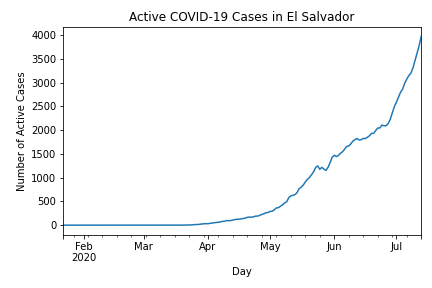 Active COVID-19 Cases in El Salvador
4000
3500
3000
2500
2000
1500
1000
500
0
Number of Active Cases
Feb Mar Apr May Jun Jul
2020
Day